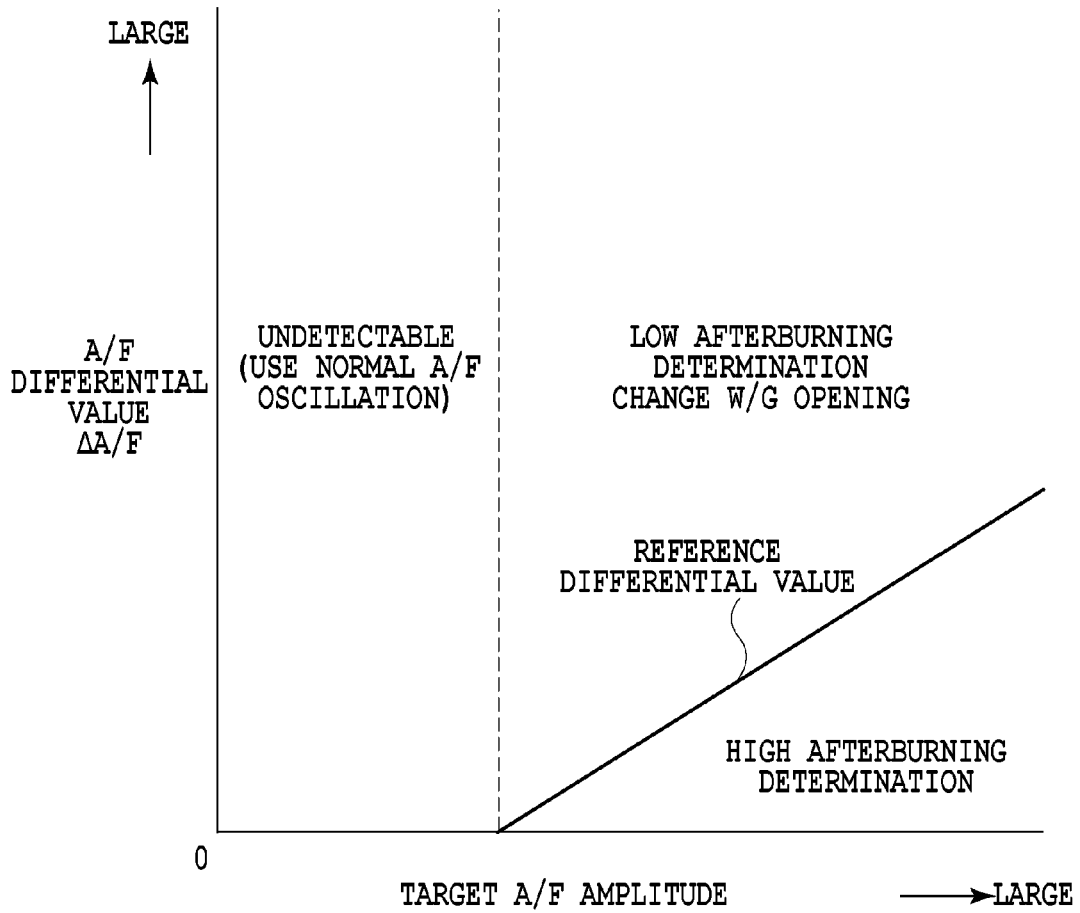 LARGE
A/F
DIFFERENTIAL
VALUE
ΔA/F
UNDETECTABLE
(USE NORMAL A/F
OSCILLATION)
LOW AFTERBURNING
DETERMINATION
CHANGE W/G OPENING
REFERENCE
DIFFERENTIAL VALUE
HIGH AFTERBURNING
DETERMINATION
0
TARGET A/F AMPLITUDE
LARGE